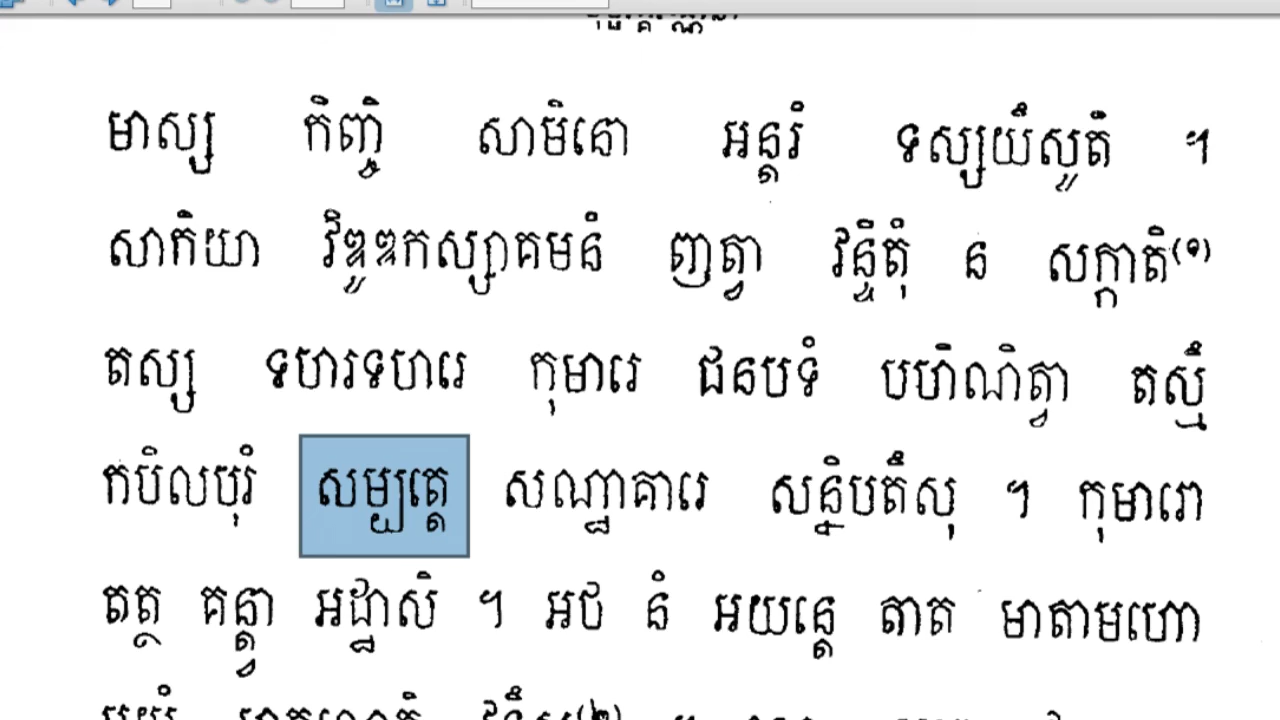 មាស្ស កិញ្ចិ សាមិនោ អន្តរំ ទស្សយឹសូតិ ។
សាកិយា វិឌូឌកស្សាគមនំ ញត្វា វន្ទិតុំ ន សក្កាតិ(១)
តស្ស ទហរទហរេ កុមារេ ជនបទំ បហិណិត្វា តស្មឹ
កបិលបុរំ សម្បត្តេ សណ្ឋាគារេ សន្និបតឹសុ ។ កុមារោ
តត្ថ គន្ត្វា អដ្ឋាសិ ។ អថ នំ អយន្តេ តាត មាតាមហោ